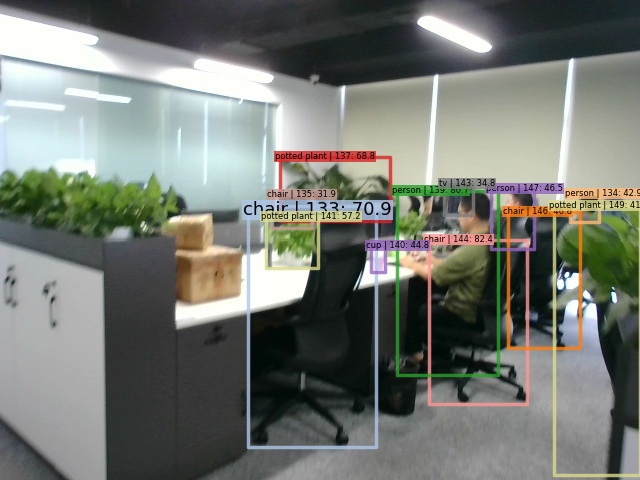 potted plant | 137: 68.8
tv | 143: 34.8
person | 139: 60.7
person | 147: 46.5
chair | 135: 31.9
person | 134: 42.9
chair | 133: 70.9
potted plant | 149: 41
chair | 146: 46.6
potted plant | 141: 57.2
cup | 140: 44.8
chair | 144: 82.4